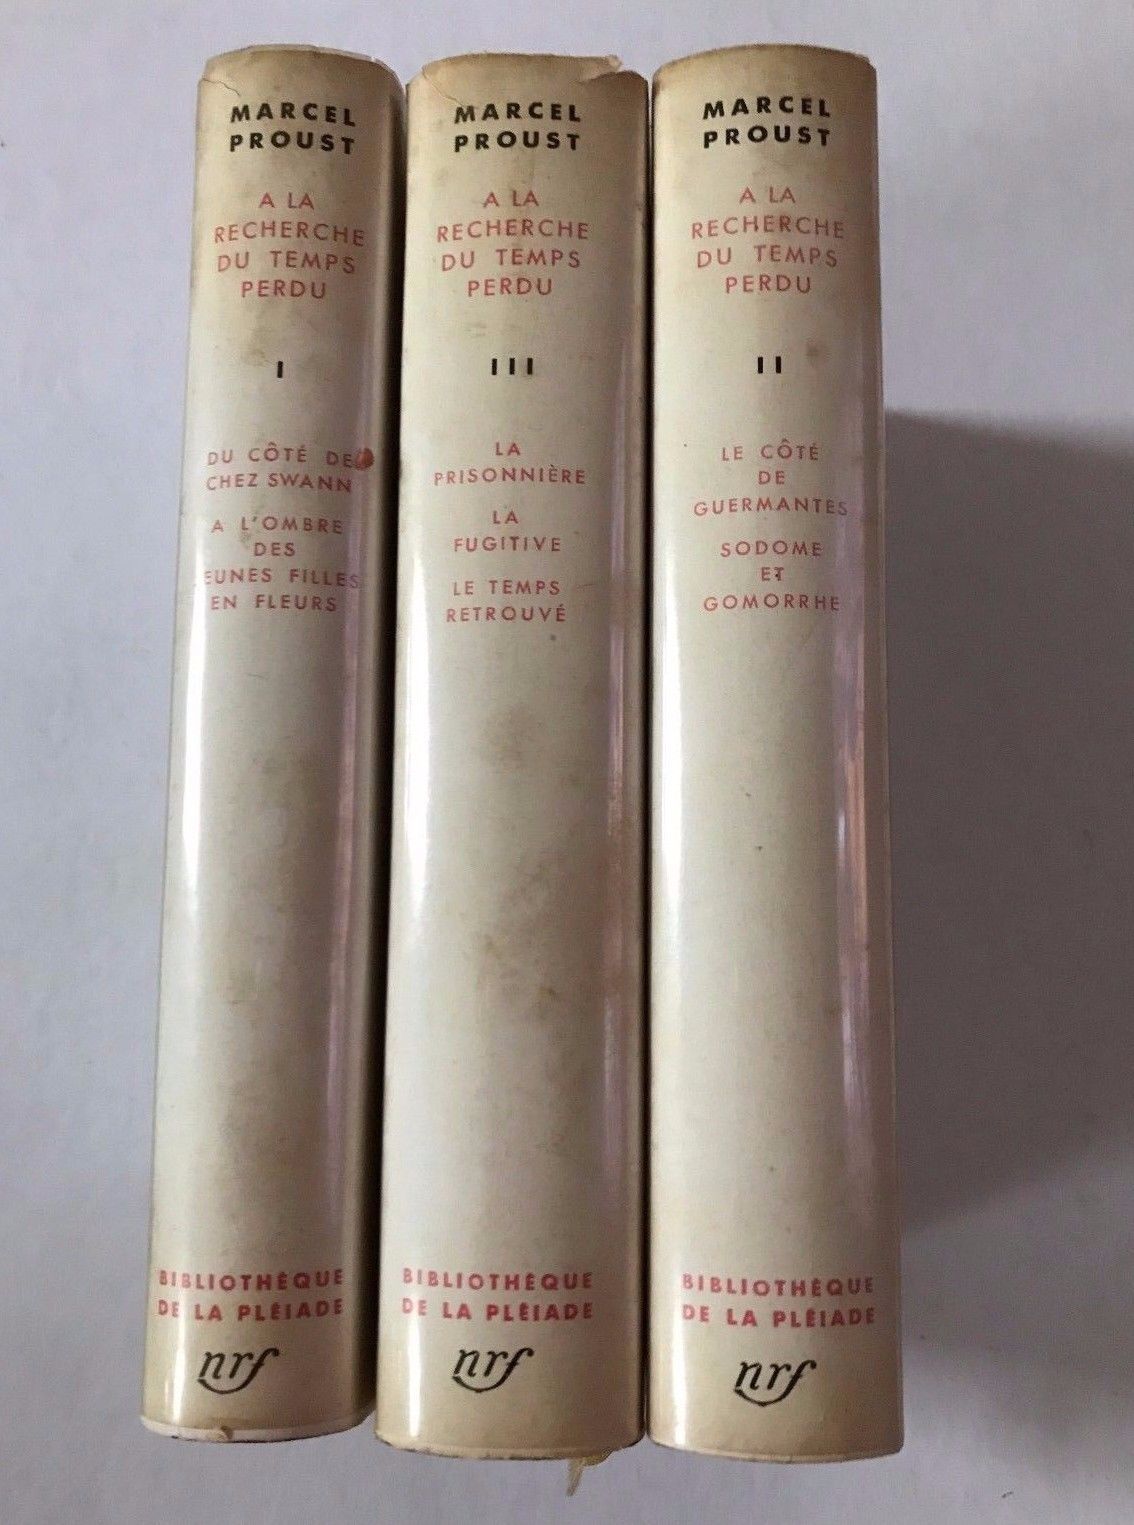 MARCEL
PROUST
A LA
RECHERCHE
DU TEMPS
PERDU
I
DU CÔTÉ DE
CHEZ SWANN
A L'OMBRE
DES
EUNES FILLES
EN FLEURS
BIBLIOTHÈQUE
DE LA PLÉIADE
nrf
MARCEL
PROUST
A LA
RECHERCHE
DU TEMPS
PERDU
III
LA
PRISONNIÈRE
LA
FUGITIVE
LE TEMPS
RETROUVÉ
BIBLIOTHÈQUE
DE LA PLÉIADE
nrf
MARCEL
PROUST
A LA
RECHERCHE
DU TEMPS
PERDU
II
LE CÔTÉ
DE
GUERMANTES
SODOME
ET
GOMORRHE
BIBLIOTHÈQUE
DE LA PLÉIADE
nrf